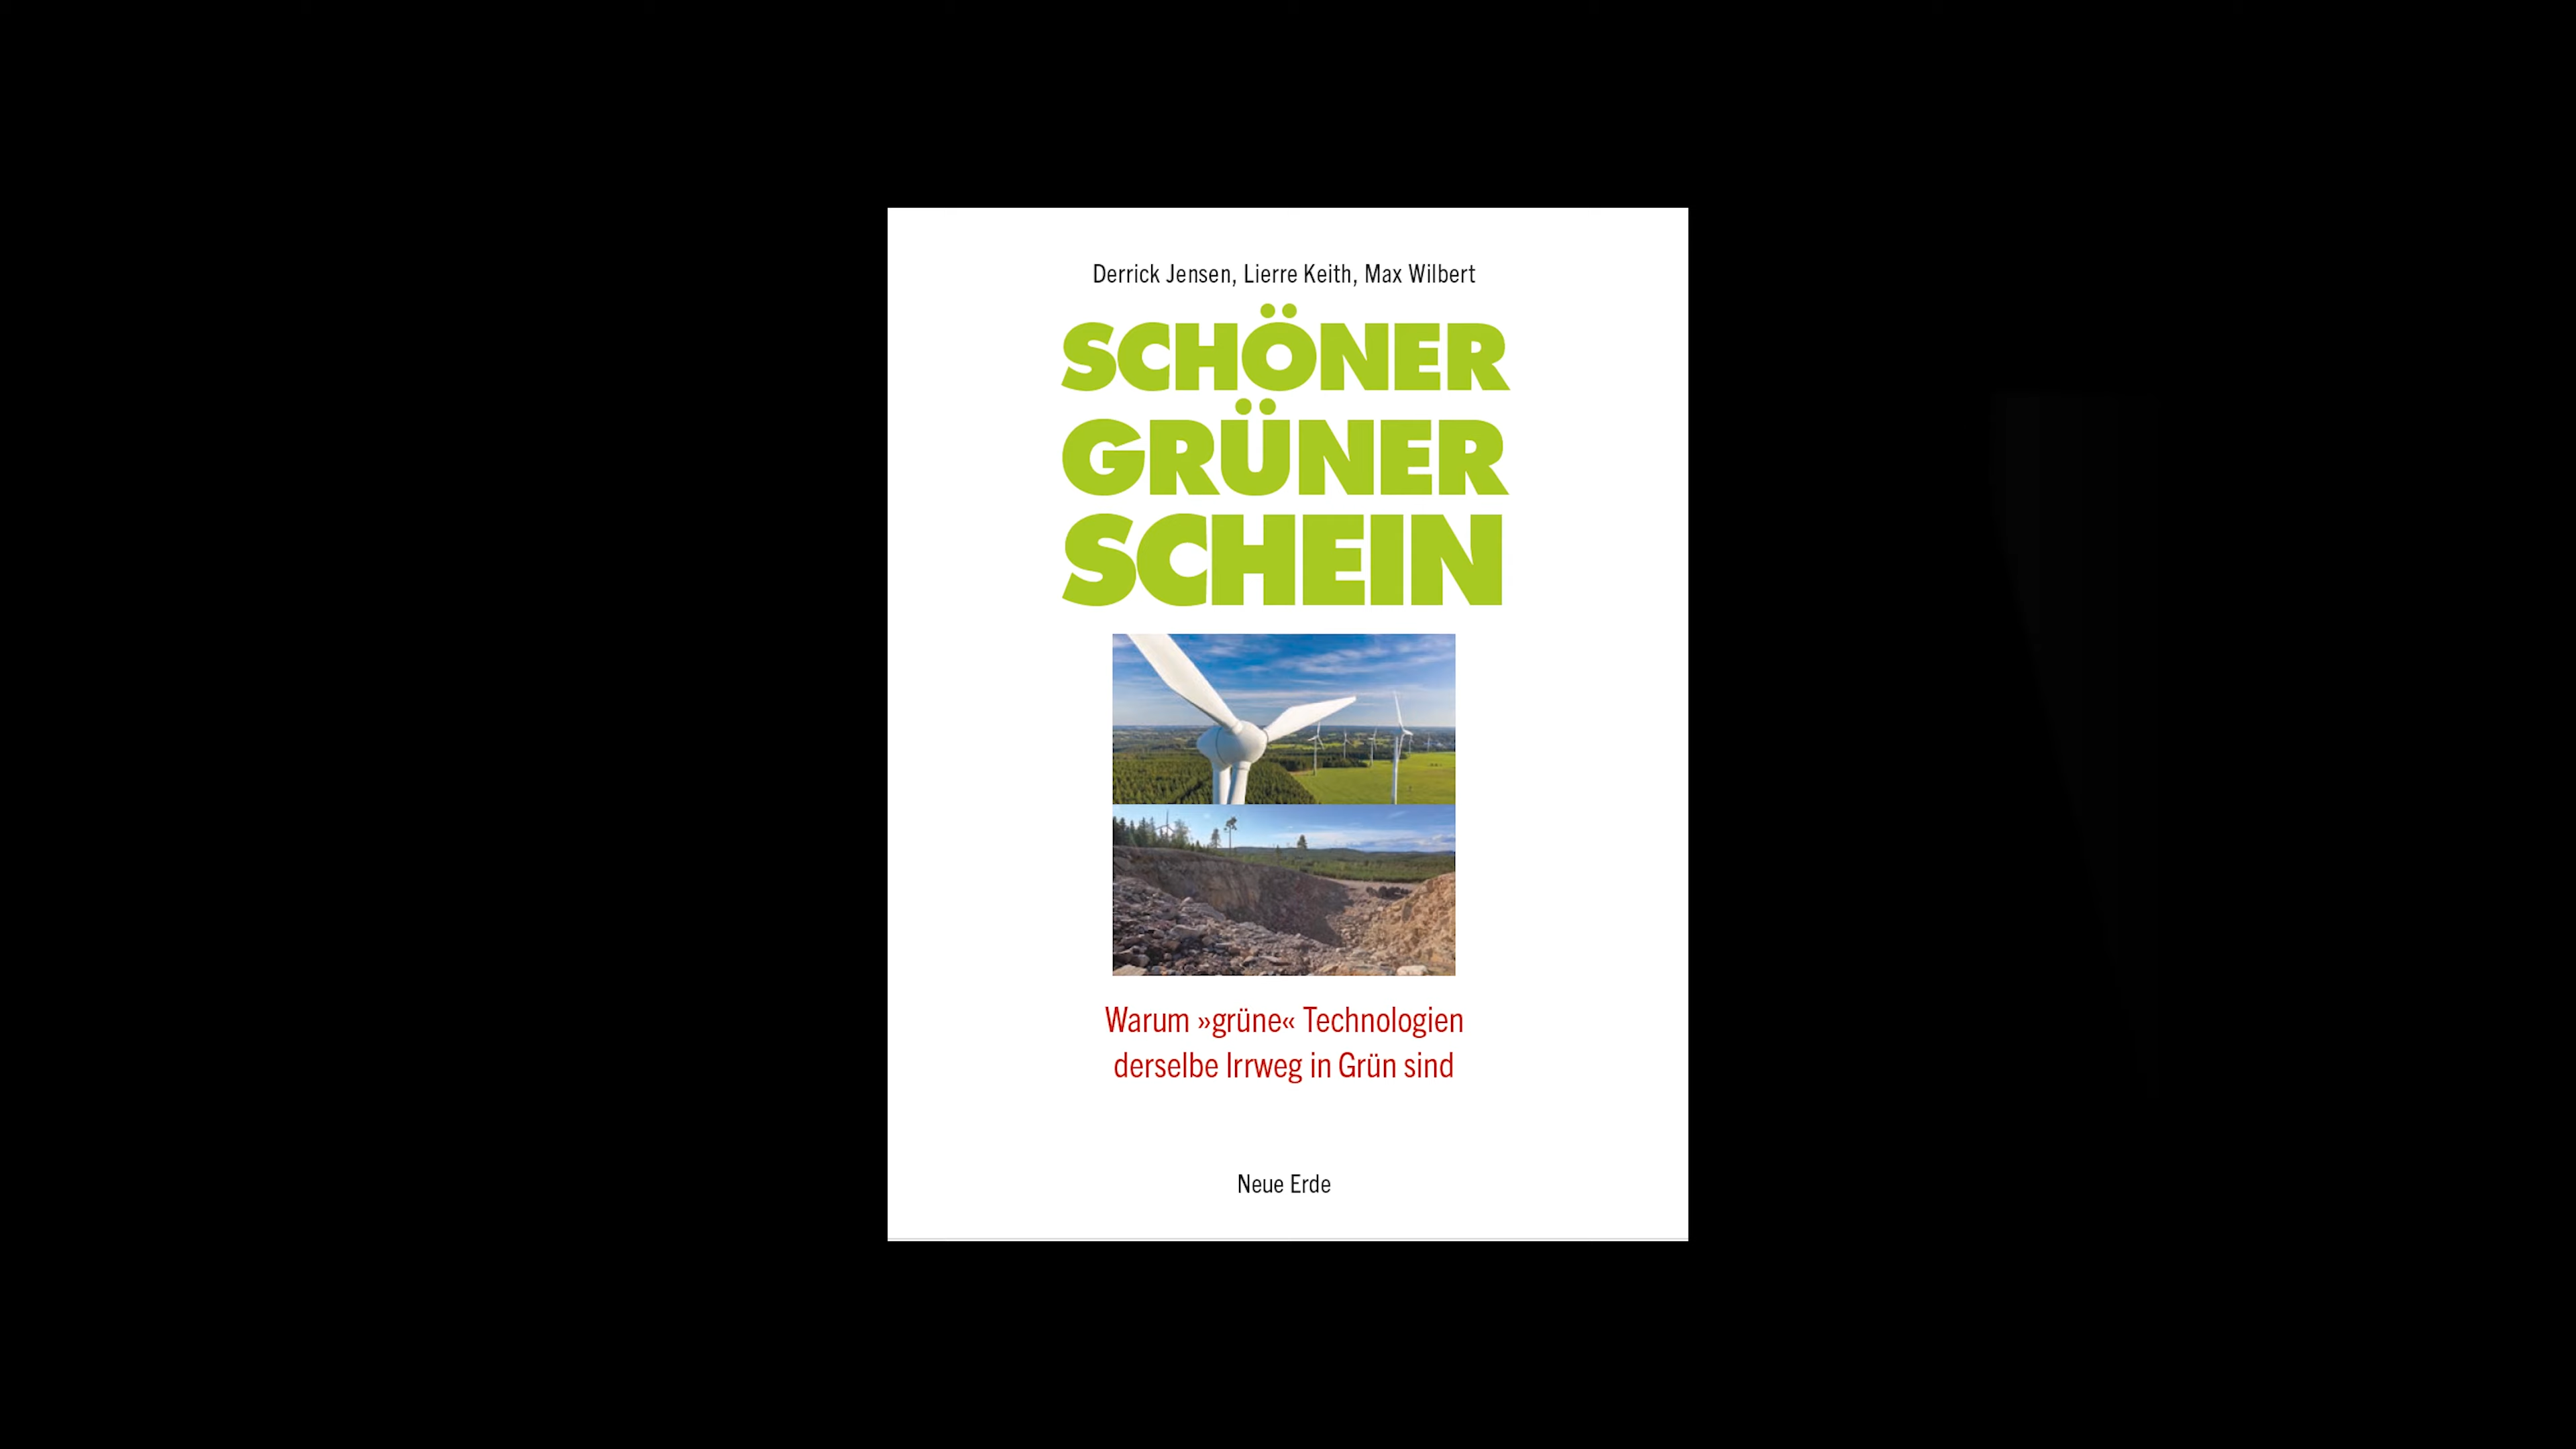 Derrick Jensen, Lierre Keith, Max Wilbert
SCHÖNER
GRÜNER
SCHEIN
Warum »grüne« Technologien
derselbe Irrweg in Grün sind
Neue Erde